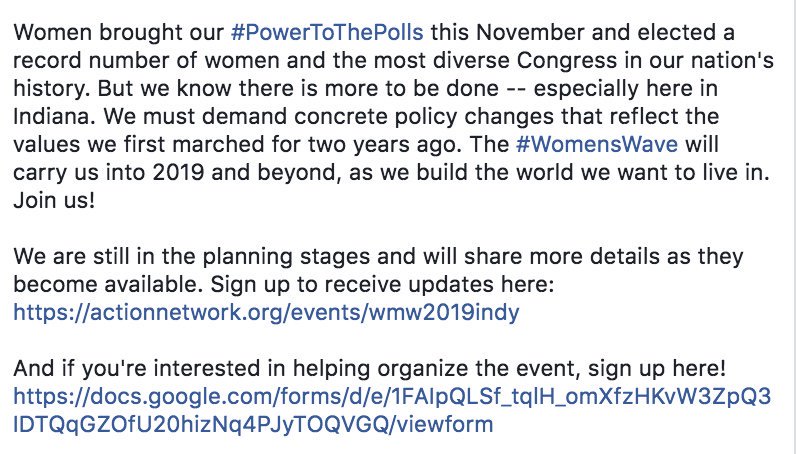 Women brought our #PowerToThePolls this November and elected a
record number of women and the most diverse Congress in our nation's
history. But we know there is more to be done -- especially here in
Indiana. We must demand concrete policy changes that reflect the
values we first marched for two years ago. The #WomensWave will
carry us into 2019 and beyond, as we build the world we want to live in.
Join us!
We are still in the planning stages and will share more details as they
become available. Sign up to receive updates here:
https://actionnetwork.org/events/wmw2019indy
And if you're interested in helping organize the event, sign up here!
https://docs.google.com/forms/d/e/1FAIpQLSf_tqlH_omXfzHKvW3ZpQ3
IDTQqGZOfU20hizNq4PJyTOQVGQ/viewform